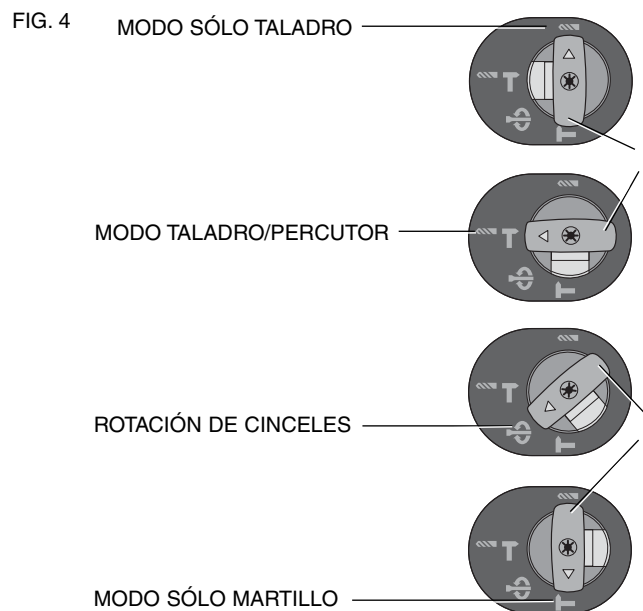 FIG. 4
MODO SÓLO TALADRO
MODO TALADRO/PERCUTOR
ROTACIÓN DE CINCELES
MODO SÓLO MARTILLO